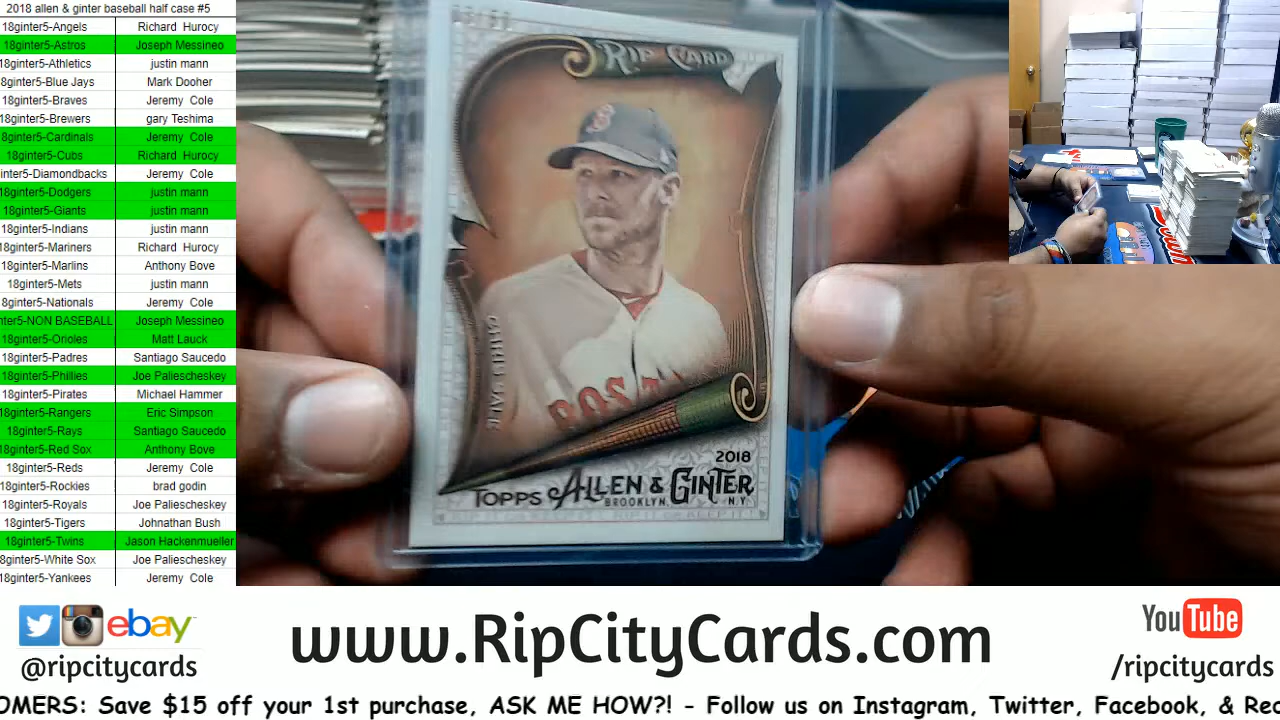 2018 allen & ginter baseball half case #5
18ginter5-Angels Richard Hurocy
18ginter5-Astros Joseph Messineo
18ginter5-Athletics justin mann
8ginter5-Blue Jays Mark Dooher
18ginter5-Braves Jeremy Cole
18ginter5-Brewers gary Teshima
8ginter5-Cardinals Jeremy Cole
18ginter5-Cubs Richard Hurocy
inter5-Diamondbacks Jeremy Cole
18ginter5-Dodgers justin mann
18ginter5-Giants justin mann
18ginter5-Indians justin mann
18ginter5-Mariners Richard Hurocy
18ginter5-Marlins Anthony Bove
18ginter5-Mets justin mann
8ginter5-Nationals Jeremy Cole
nter5-NON BASEBALL Joseph Messineo
18ginter5-Orioles Matt Lauck
18ginter5-Padres Santiago Saucedo
18ginter5-Phillies Joe Paliescheskey
18ginter5-Pirates Michael Hammer
18ginter5-Rangers Eric Simpson
18ginter5-Rays Santiago Saucedo
18ginter5-Red Sox Anthony Bove
18ginter5-Reds Jeremy Cole
18ginter5-Rockies brad godin
18ginter5-Royals Joe Paliescheskey
18ginter5-Tigers Johnathan Bush
18ginter5-Twins Jason Hackenmueller
8ginter5-White Sox Joe Paliescheskey
18ginter5-Yankees Jeremy Cole
RIP CARD
B
CHRIS SALE
BOST
2018
TOPPS ALLEN & GINTER
BROOKLYN, N.Y.
ebay
@ripcitycards
www.RipCityCards.com
YouTube
/ripcitycards
OMERS: Save $15 off your 1st purchase, ASK ME HOW?! - Follow us on Instagram, Twitter, Facebook, & Rec